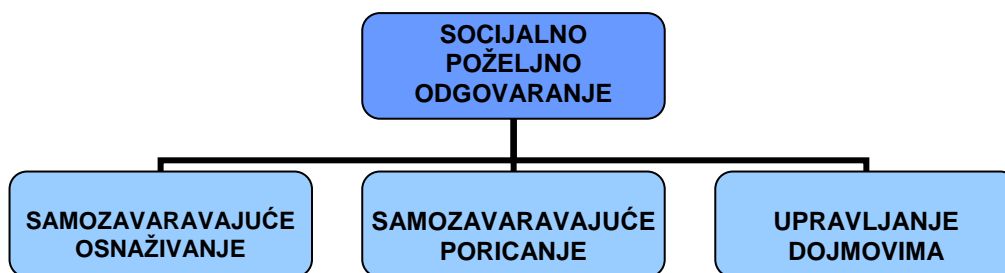 SOCIJALNO
POŽELJNO
ODGOVARANJE
SAMOZAVARAVAJUĆE
OSNAŽIVANJE
SAMOZAVARAVAJUĆE
PORICANJE
UPRAVLJANJE
DOJMOVIMA